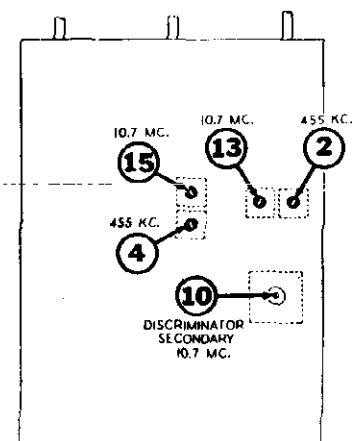 10.7 MC.
15
10.7 MC.
13
455 KC.
2
455 KC.
4
10
DISCRIMINATOR
SECONDARY
10.7 MC.